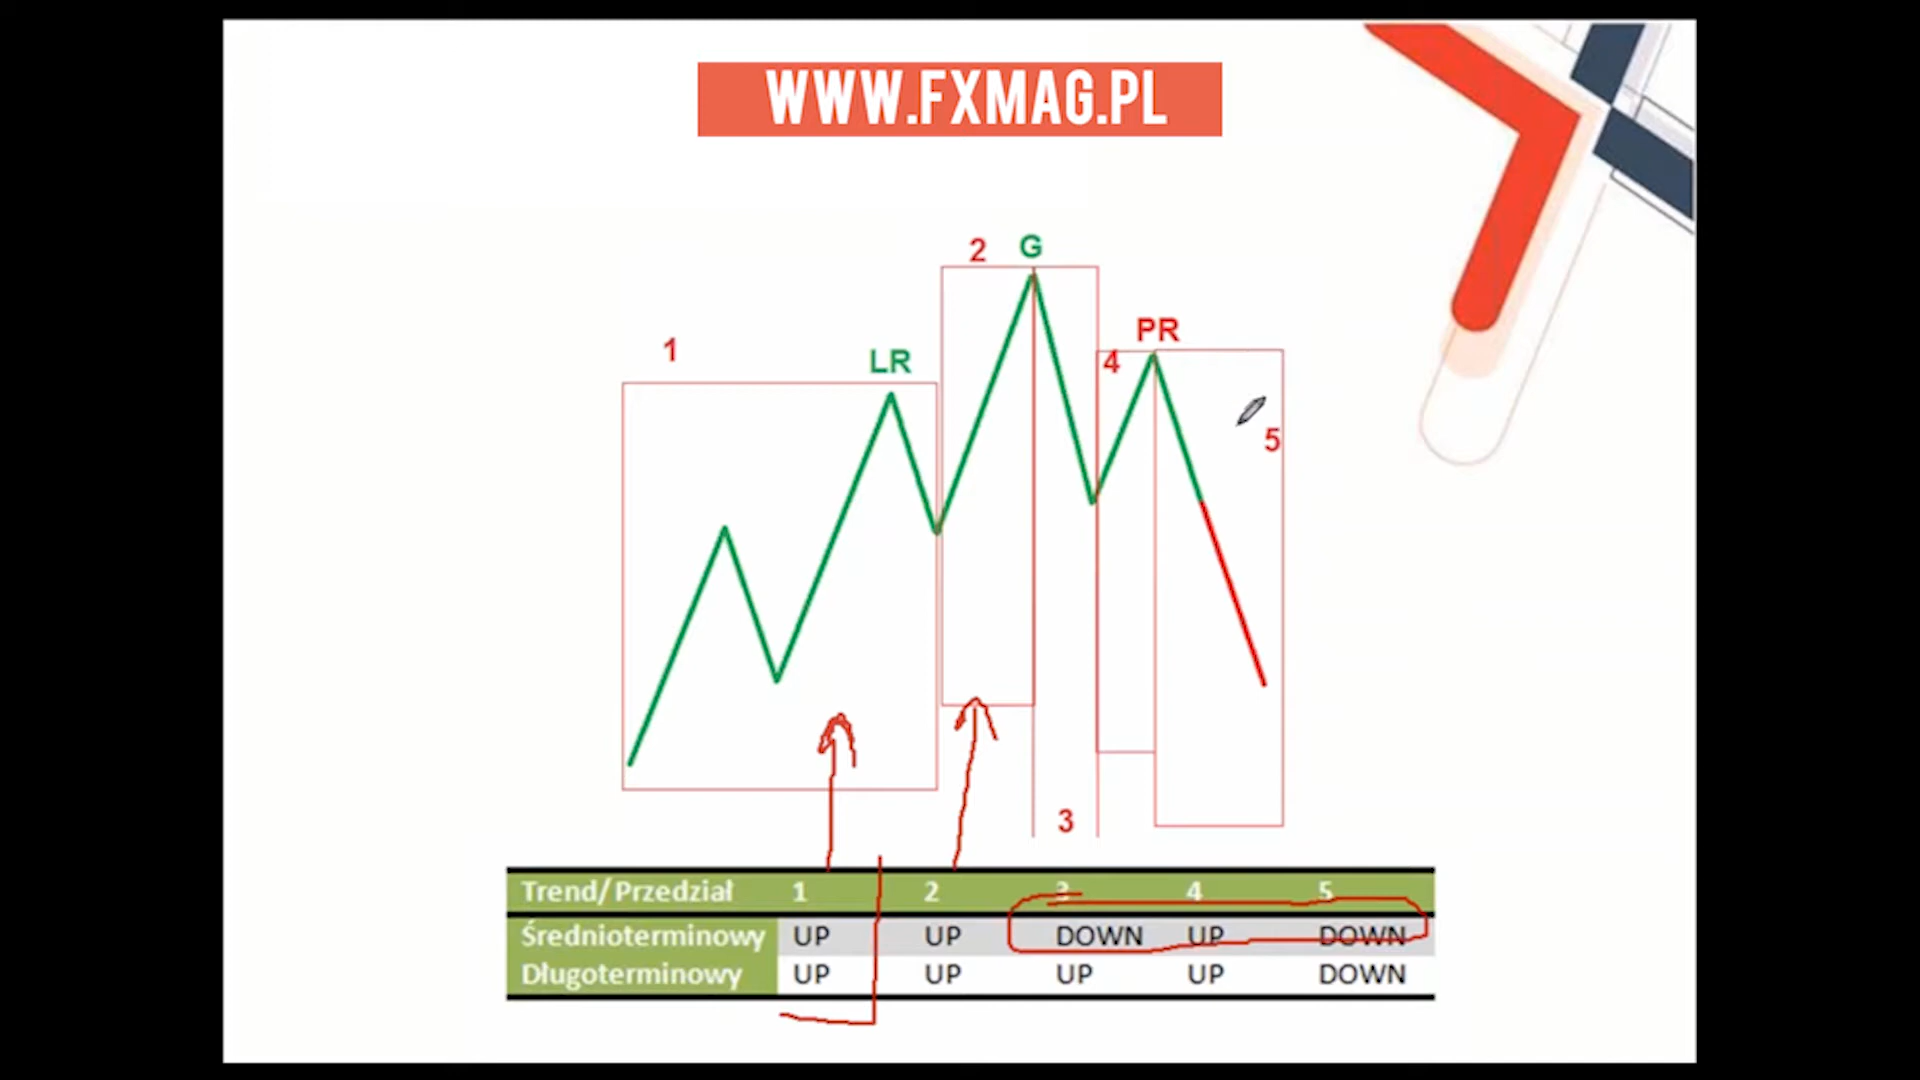 WWW.FXMAG.PL
2 G
PR
1 LR 4
5
3
Trend/Przedział 1 2 3 4 5
Średnioterminowy UP UP DOWN UP DOWN
Długoterminowy UP UP UP UP DOWN